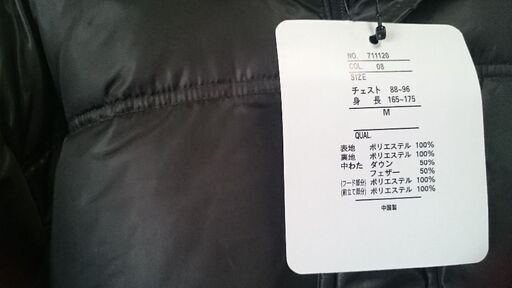 NO. 711120
COL. 08
SIZE
チェスト 88~96
身 長 165~175
M
QUAL.
表地 ポリエステル 100%
裏地 ポリエステル 100%
中わた ダウン 50%
フェザー 50%
(フード部分) ポリエステル 100%
(前立て部分) ポリエステル 100%
中国製